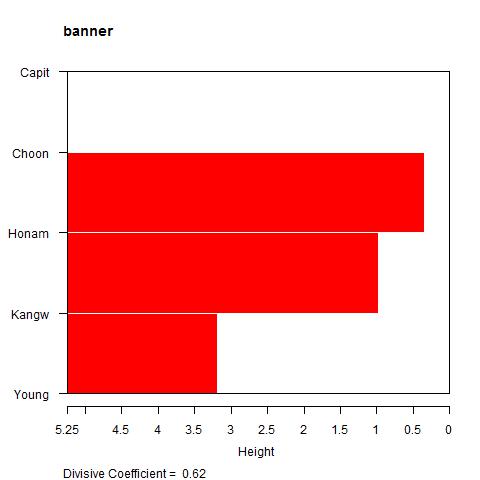 banner
Capit
Choon
Honam
Kangw
Young
5.25 4.5 4 3.5 3 2.5 2 1.5 1 0.5 0
Height
Divisive Coefficient = 0.62